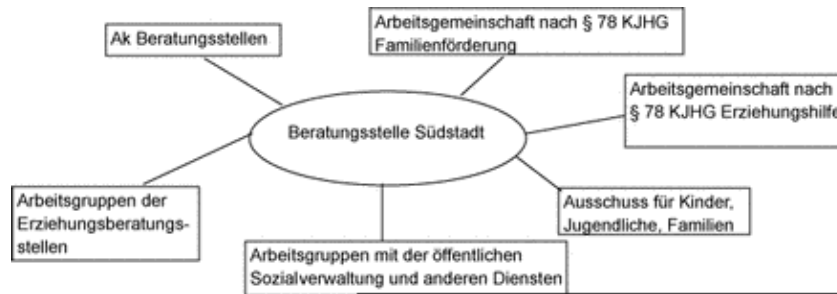 Ak Beratungsstellen
Arbeitsgemeinschaft nach § 78 KJHG
Familienförderung
Arbeitsgemeinschaft nach
§ 78 KJHG Erziehungshilfe
Beratungsstelle Südstadt
Arbeitsgruppen der
Erziehungsberatungs-
stellen
Ausschuss für Kinder,
Jugendliche, Familien
Arbeitsgruppen mit der öffentlichen
Sozialverwaltung und anderen Diensten